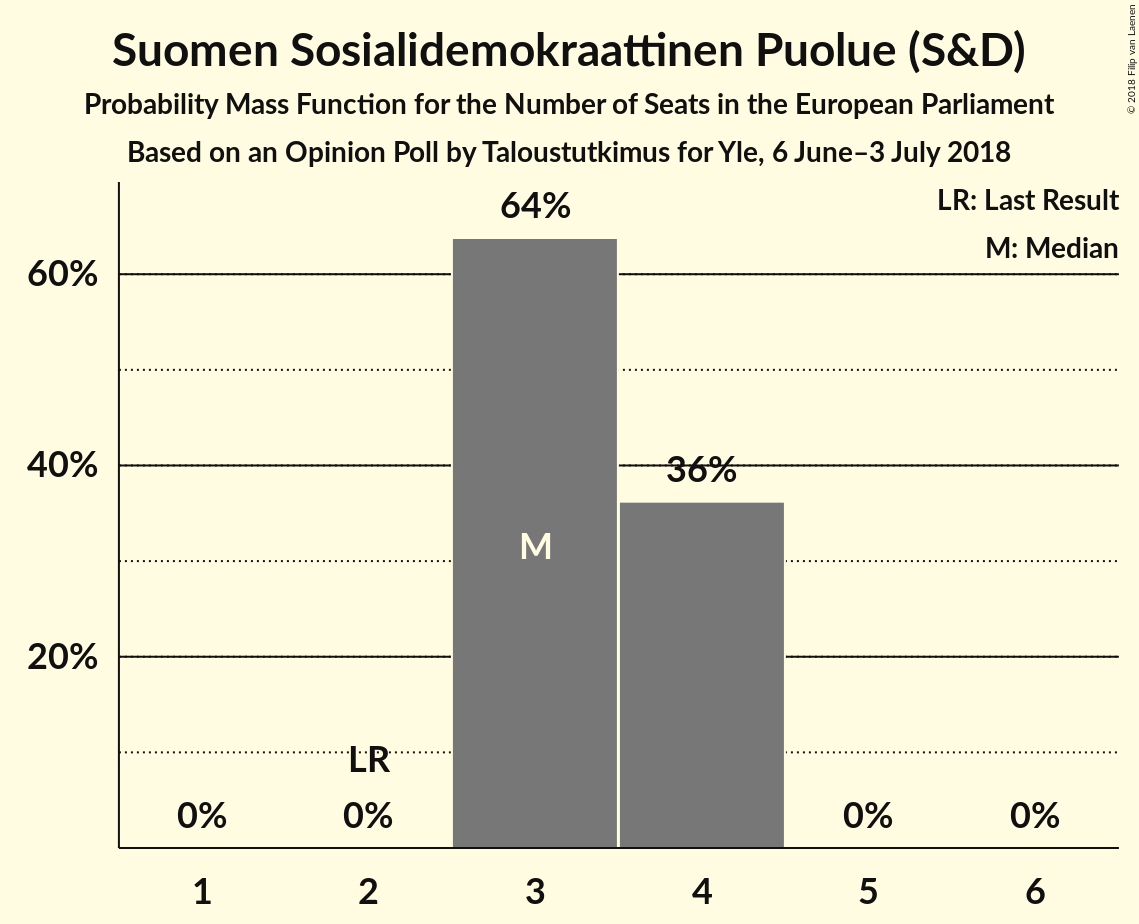 Suomen Sosialidemokraattinen Puolue (S&D)
Probability Mass Function for the Number of Seats in the European Parliament
Based on an Opinion Poll by Taloustutkimus for Yle, 6 June–3 July 2018
© 2018 Filip van Laenen
LR: Last Result
M: Median
64%
60%
40%
36%
M
20%
LR
0% 0% 0% 0%
1 2 3 4 5 6